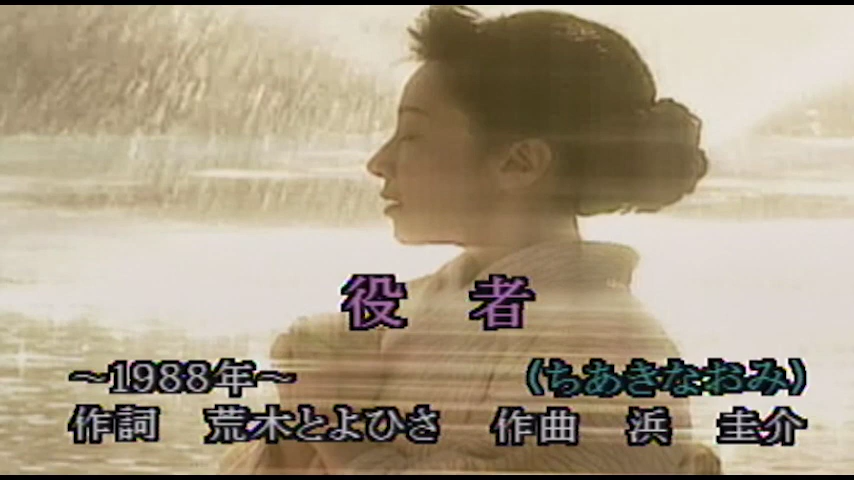 役者
～1988年～ (ちあきなおみ)
作詞 荒木とよひさ 作曲 浜 圭介